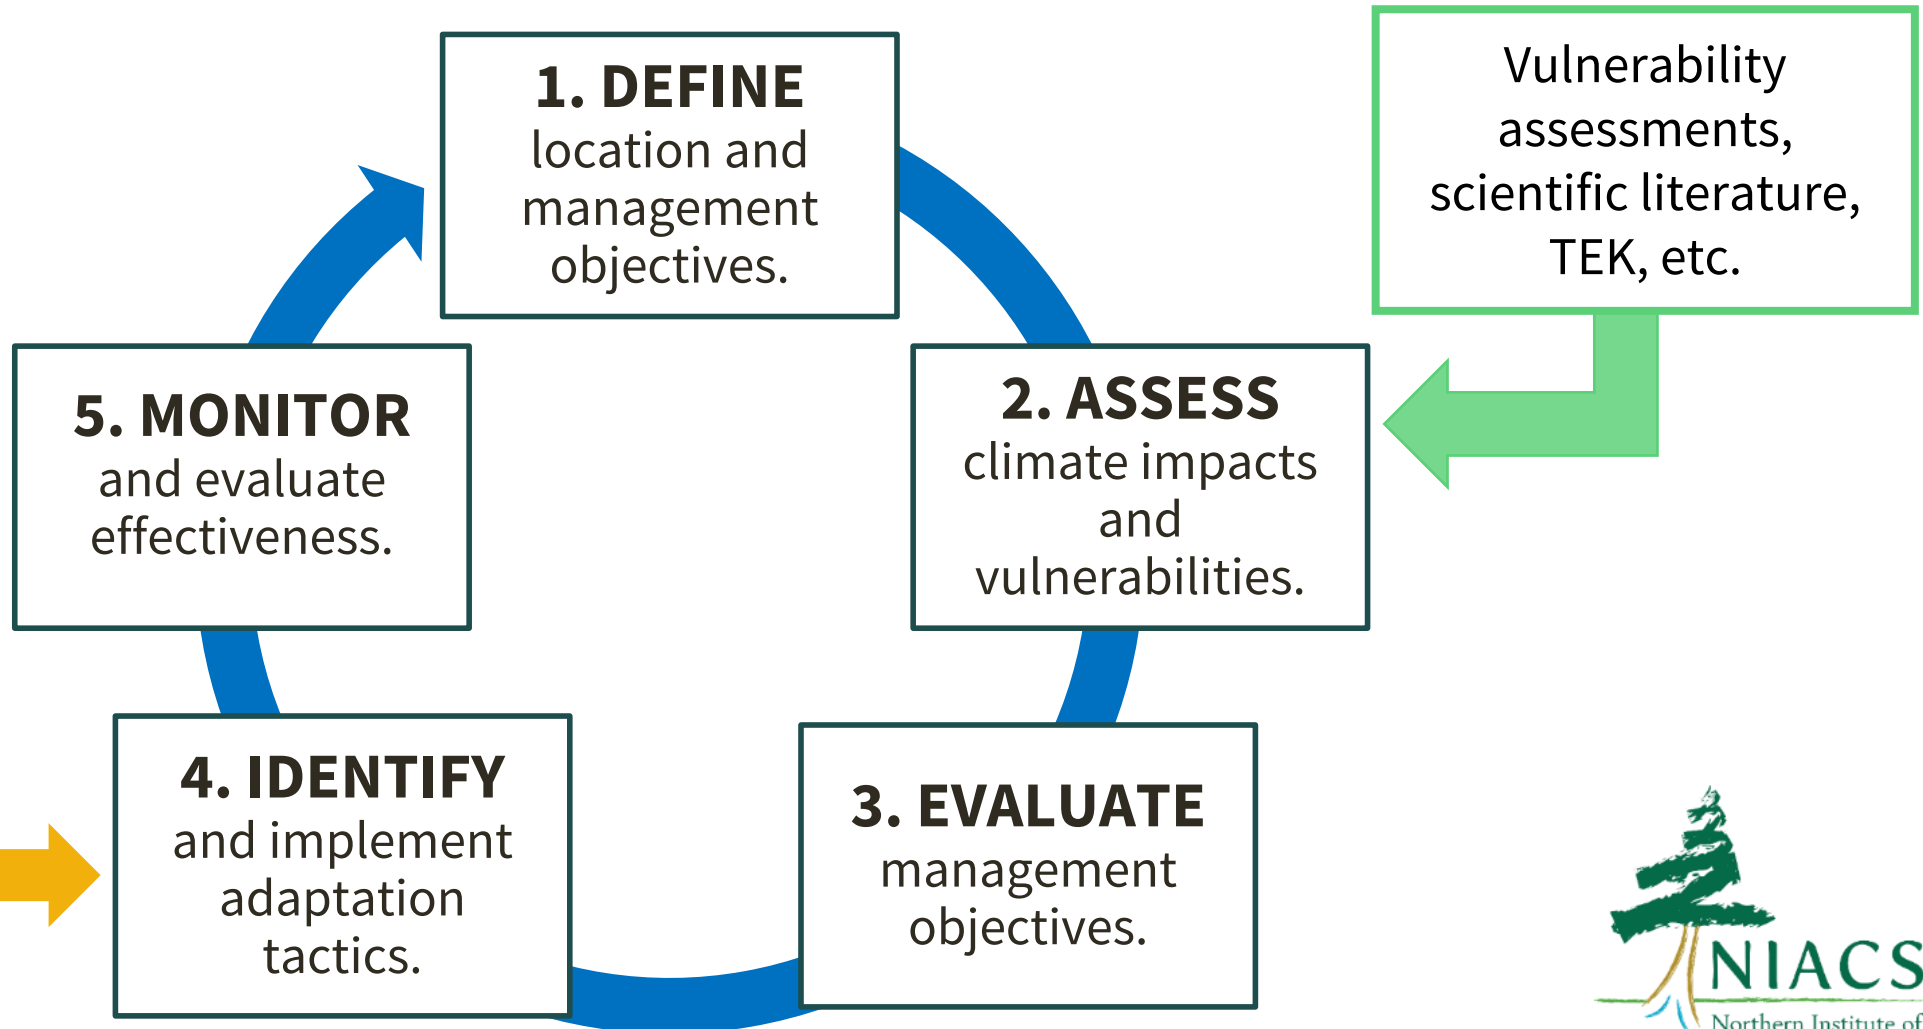 1. DEFINE
location and
management
objectives.
Vulnerability
assessments,
scientific literature,
TEK, etc.
2. ASSESS
climate impacts
and
vulnerabilities.
5. MONITOR
and evaluate
effectiveness.
3. EVALUATE
management
objectives.
4. IDENTIFY
and implement
adaptation
tactics.
NIACS
Northern Institute of